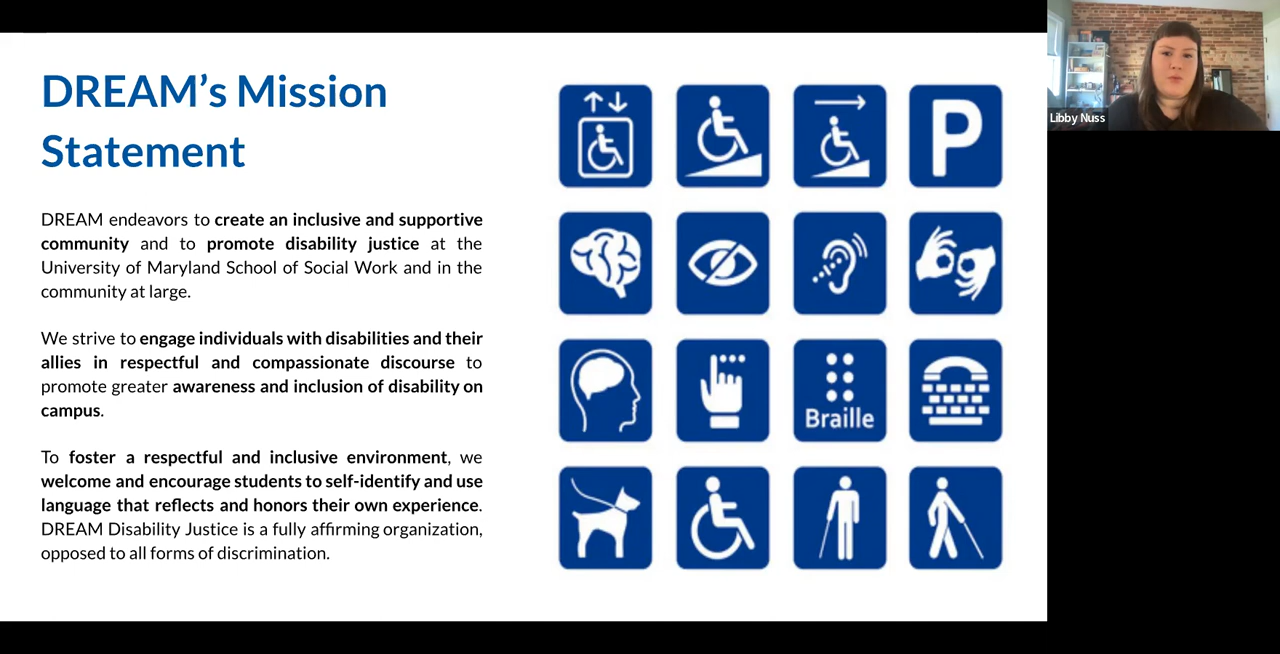 DREAM’s Mission
Statement
DREAM endeavors to create an inclusive and supportive
community and to promote disability justice at the
University of Maryland School of Social Work and in the
community at large.
We strive to engage individuals with disabilities and their
allies in respectful and compassionate discourse to
promote greater awareness and inclusion of disability on
campus.
To foster a respectful and inclusive environment, we
welcome and encourage students to self-identify and use
language that reflects and honors their own experience.
DREAM Disability Justice is a fully affirming organization,
opposed to all forms of discrimination.
P
Braille
Libby Nuss